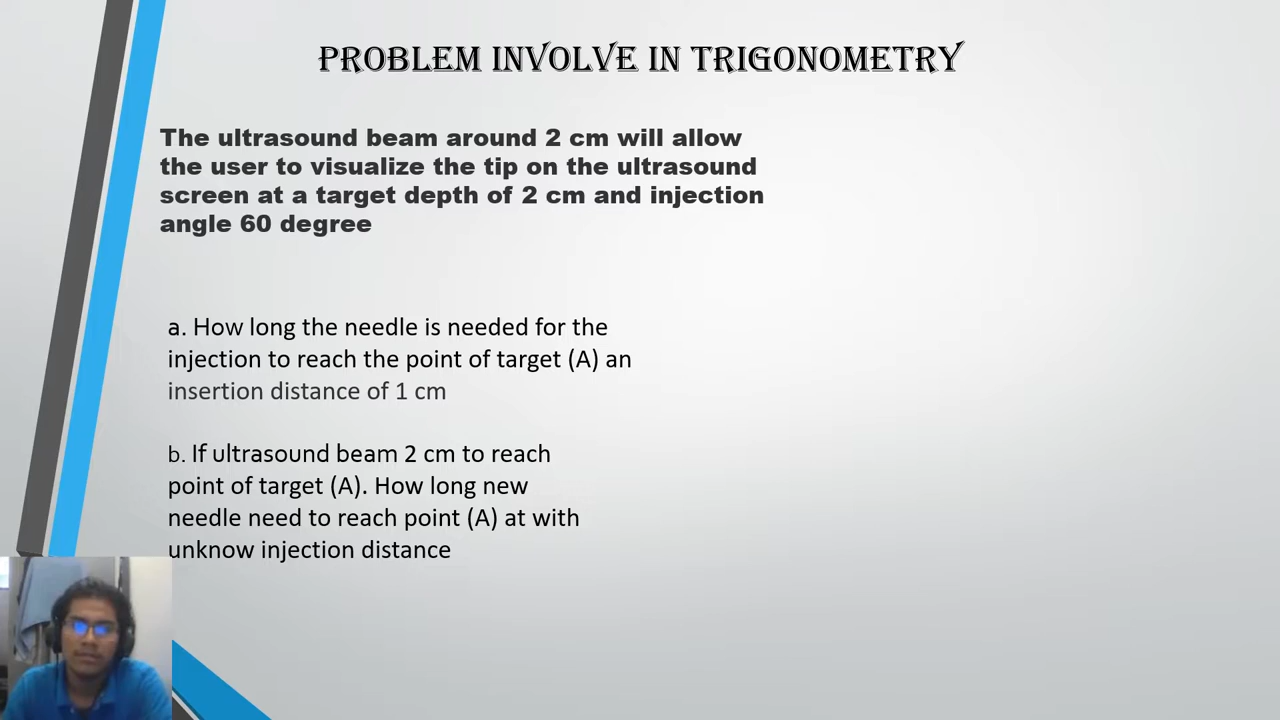 PROBLEM INVOLVE IN TRIGONOMETRY
The ultrasound beam around 2 cm will allow
the user to visualize the tip on the ultrasound
screen at a target depth of 2 cm and injection
angle 60 degree
a. How long the needle is needed for the
injection to reach the point of target (A) an
insertion distance of 1 cm
b. If ultrasound beam 2 cm to reach
point of target (A). How long new
needle need to reach point (A) at with
unknow injection distance